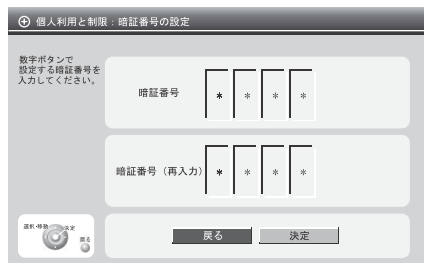 個人利用と制限：暗証番号の設定
数字ボタンで
設定する暗証番号を
入力してください。
暗証番号
* * * *
暗証番号（再入力）
* * * *
選択・移動 決定
戻る
戻る 決定